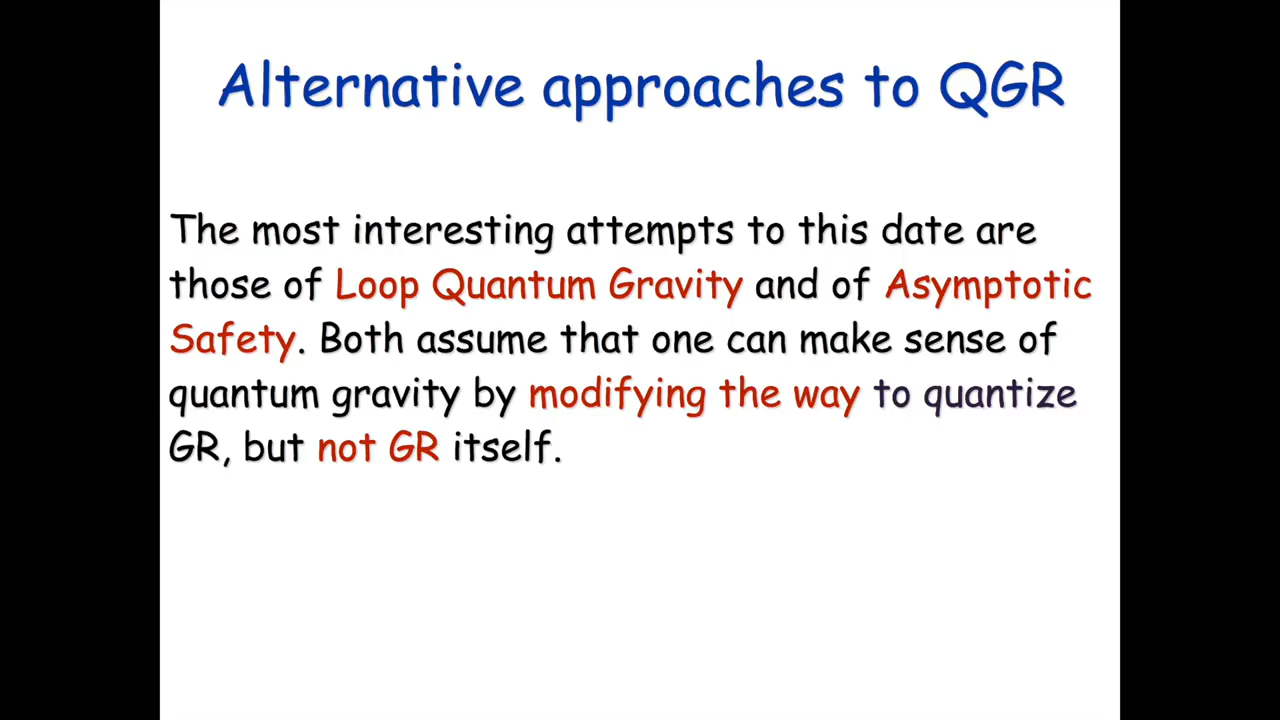 Alternative approaches to QGR
The most interesting attempts to this date are
those of Loop Quantum Gravity and of Asymptotic
Safety. Both assume that one can make sense of
quantum gravity by modifying the way to quantize
GR, but not GR itself.